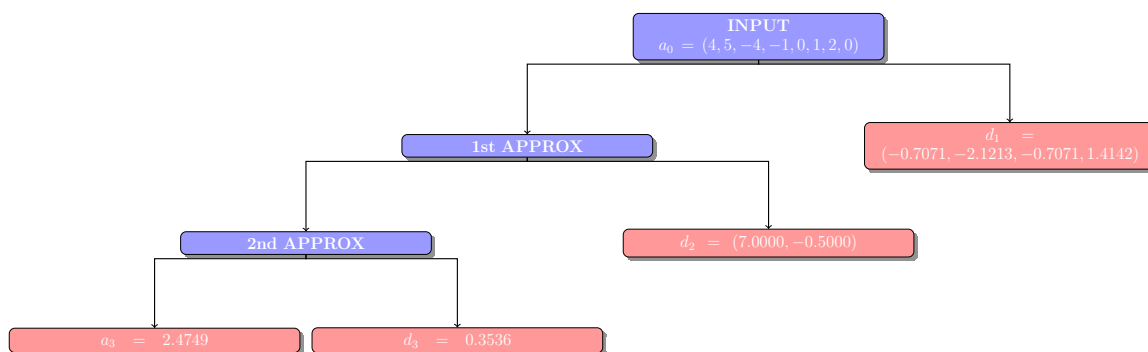 INPUT
a₀ = (4, 5, −4, −1, 0, 1, 2, 0)
d₁ =
(−0.7071, −2.1213, −0.7071, 1.4142)
1st APPROX
2nd APPROX
d₂ = (7.0000, −0.5000)
a₃ = 2.4749
d₃ = 0.3536